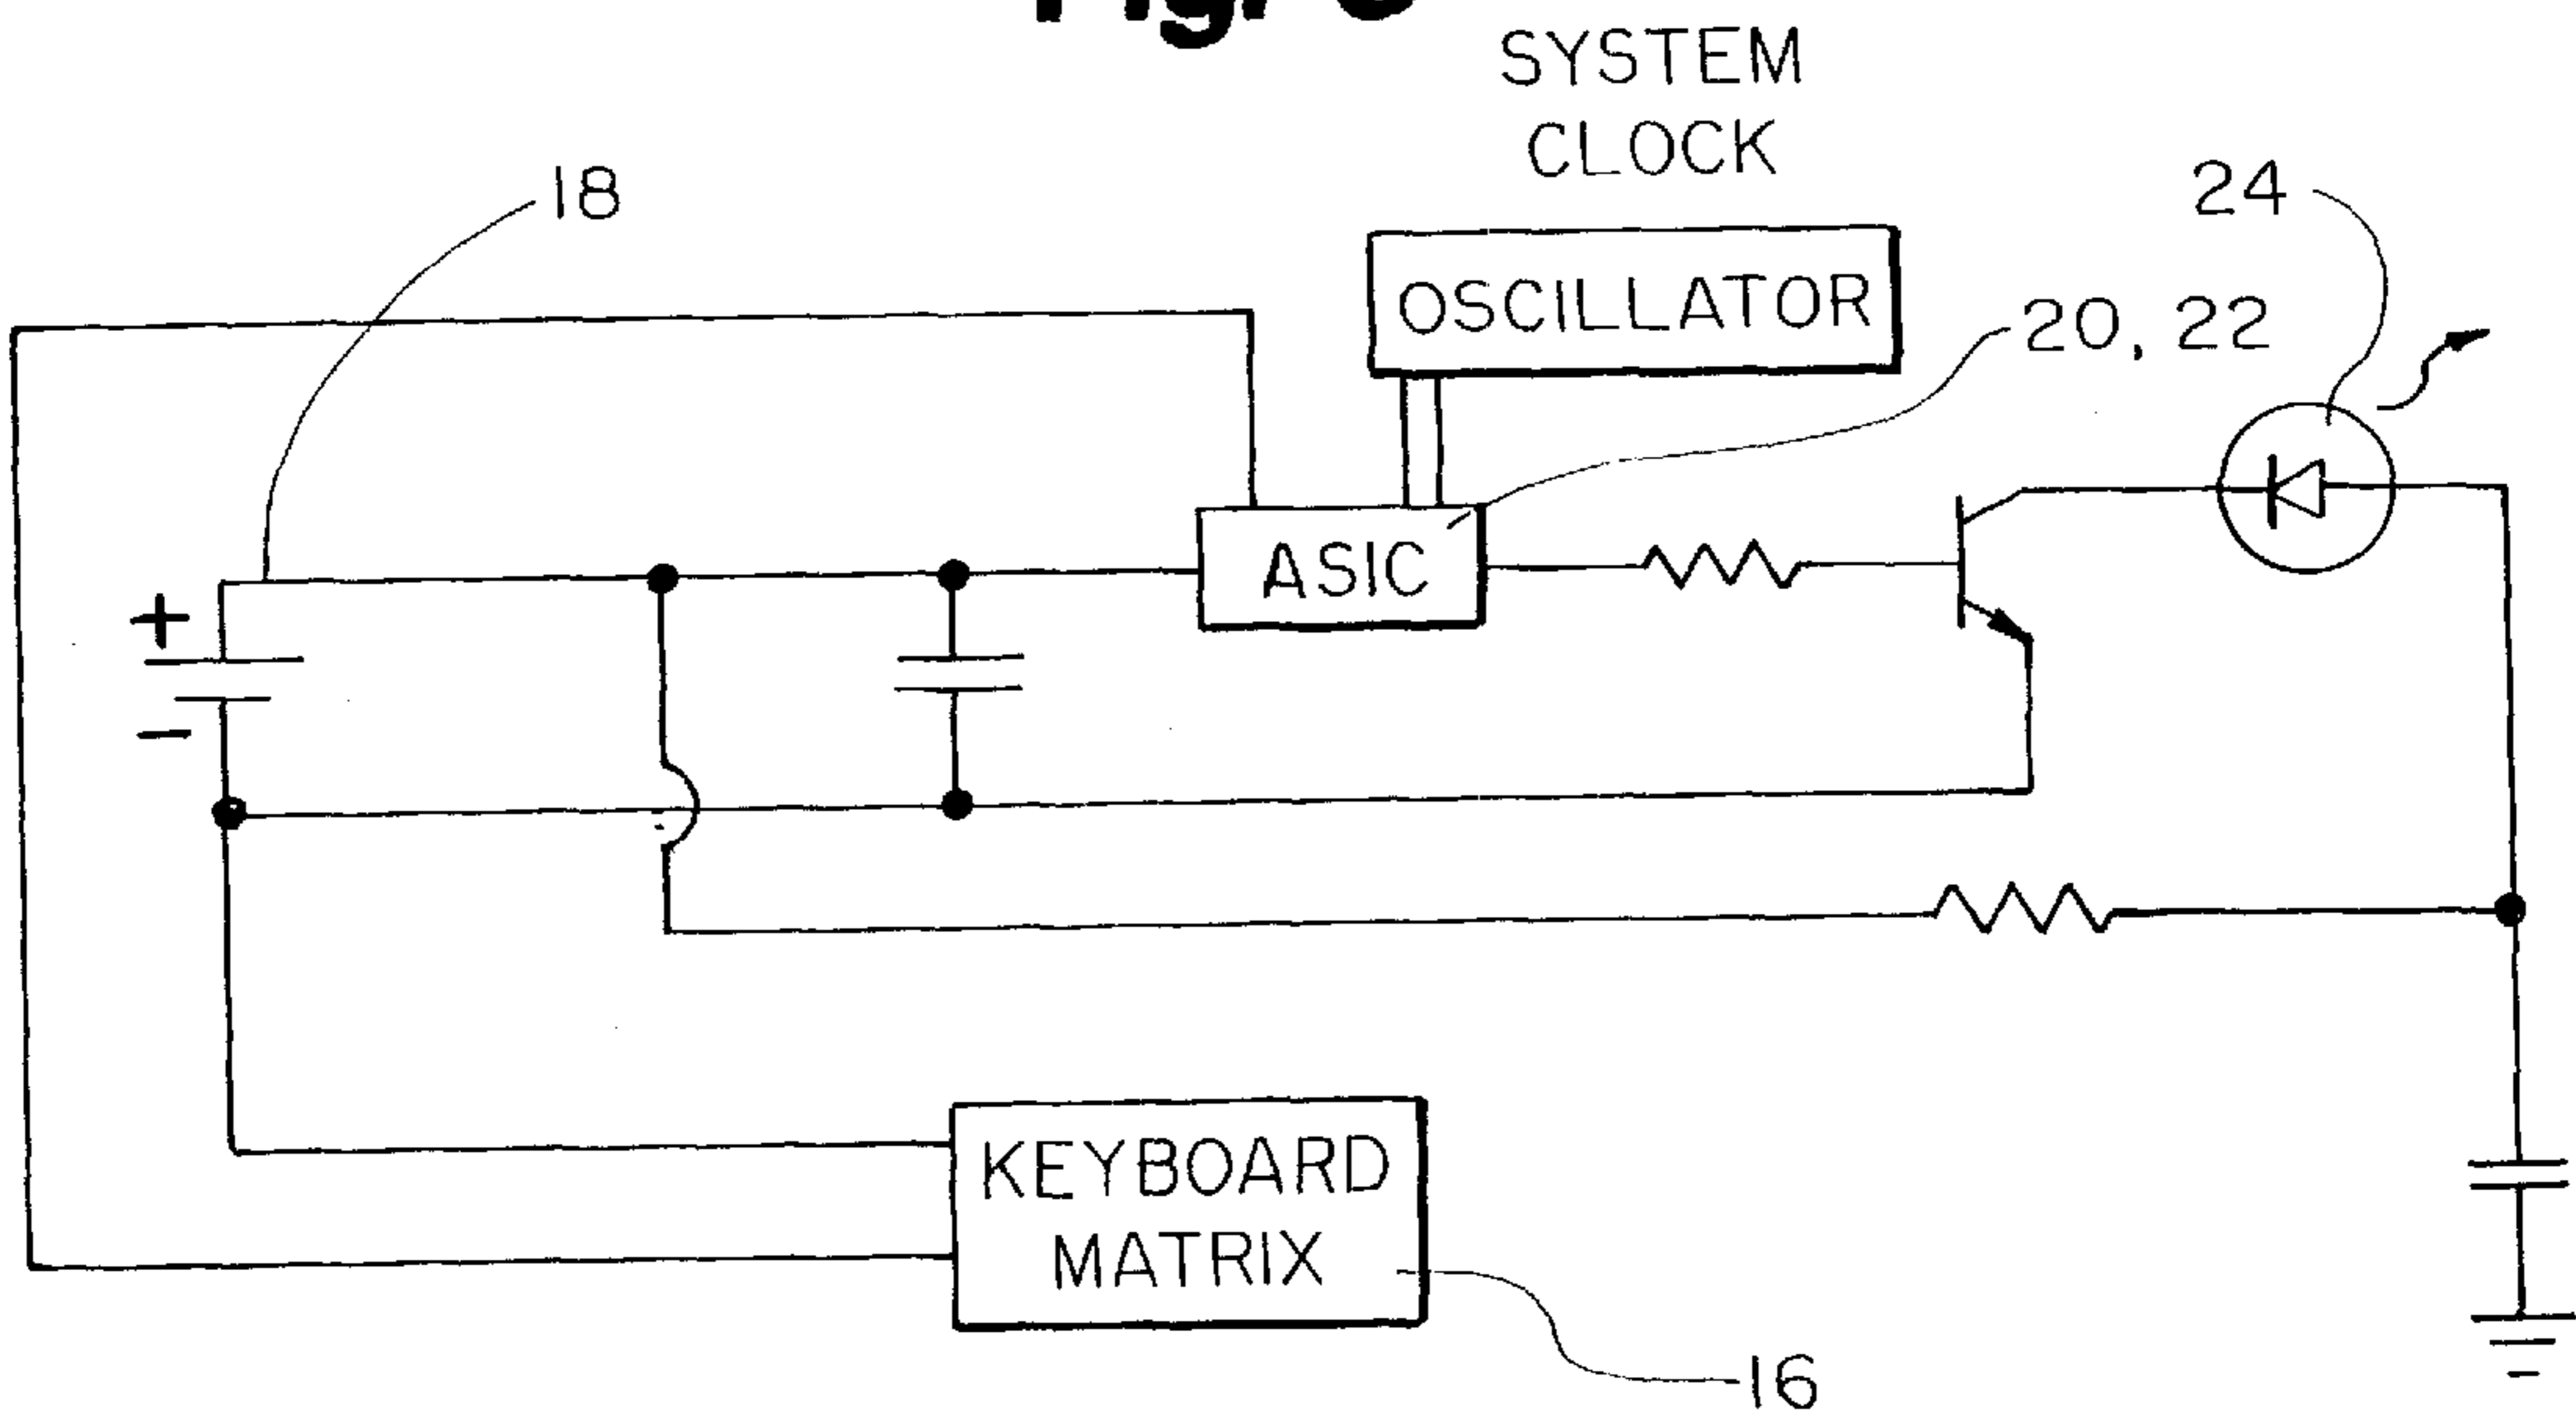 SYSTEM
CLOCK
18
24
OSCILLATOR
20, 22
ASIC
+
−
KEYBOARD
MATRIX
16